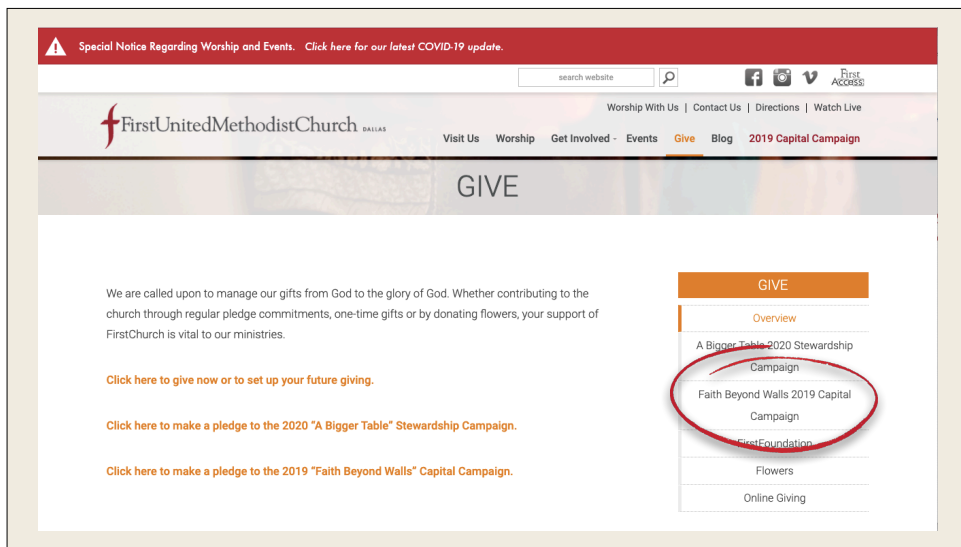 Special Notice Regarding Worship and Events. Click here for our latest COVID-19 update.
search website
First
Access
Worship With Us | Contact Us | Directions | Watch Live
FirstUnitedMethodistChurch DALLAS
Visit Us Worship Get Involved - Events Give Blog 2019 Capital Campaign
GIVE
We are called upon to manage our gifts from God to the glory of God. Whether contributing to the
church through regular pledge commitments, one-time gifts or by donating flowers, your support of
FirstChurch is vital to our ministries.
Click here to give now or to set up your future giving.
Click here to make a pledge to the 2020 "A Bigger Table" Stewardship Campaign.
Click here to make a pledge to the 2019 "Faith Beyond Walls" Capital Campaign.
GIVE
Overview
A Bigger Table 2020 Stewardship
Campaign
Faith Beyond Walls 2019 Capital
Campaign
FirstFoundation
Flowers
Online Giving